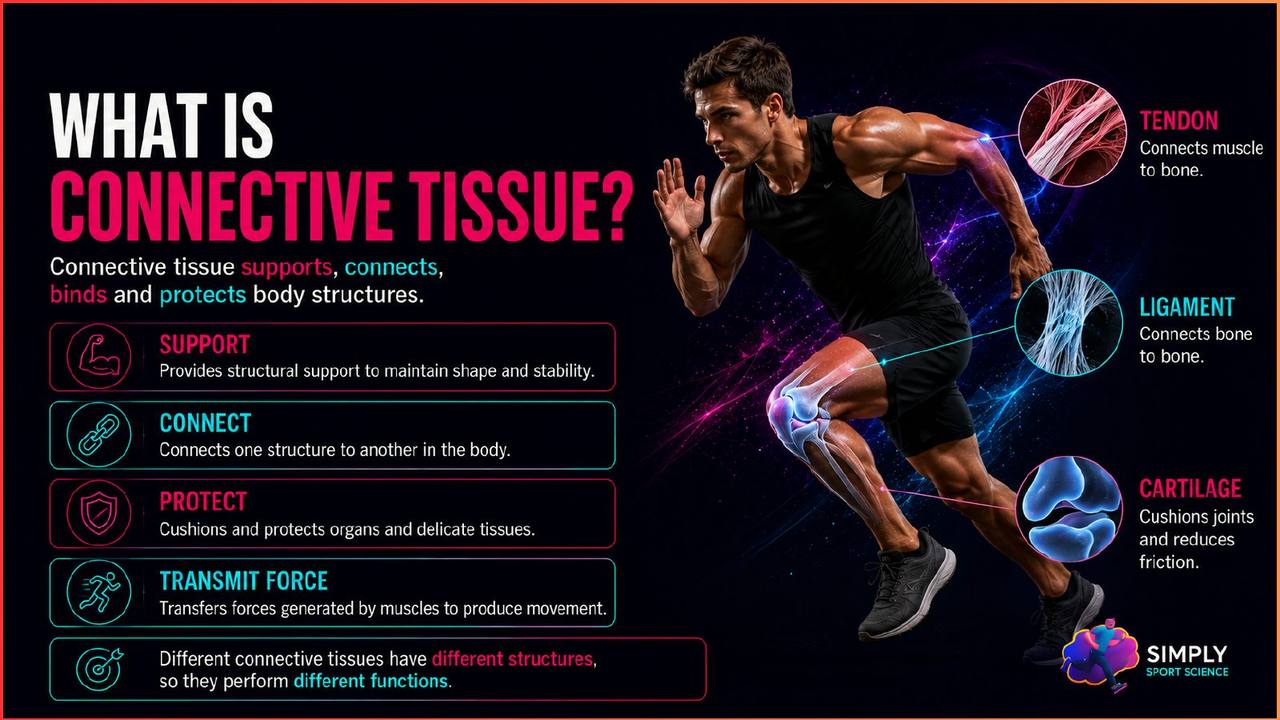 WHAT IS
CONNECTIVE TISSUE?
Connective tissue supports, connects,
binds and protects body structures.
SUPPORT
Provides structural support to maintain shape and stability.
CONNECT
Connects one structure to another in the body.
PROTECT
Cushions and protects organs and delicate tissues.
TRANSMIT FORCE
Transfers forces generated by muscles to produce movement.
Different connective tissues have different structures,
so they perform different functions.
TENDON
Connects muscle
to bone.
LIGAMENT
Connects bone
to bone.
CARTILAGE
Cushions joints
and reduces
friction.
SIMPLY
SPORT SCIENCE